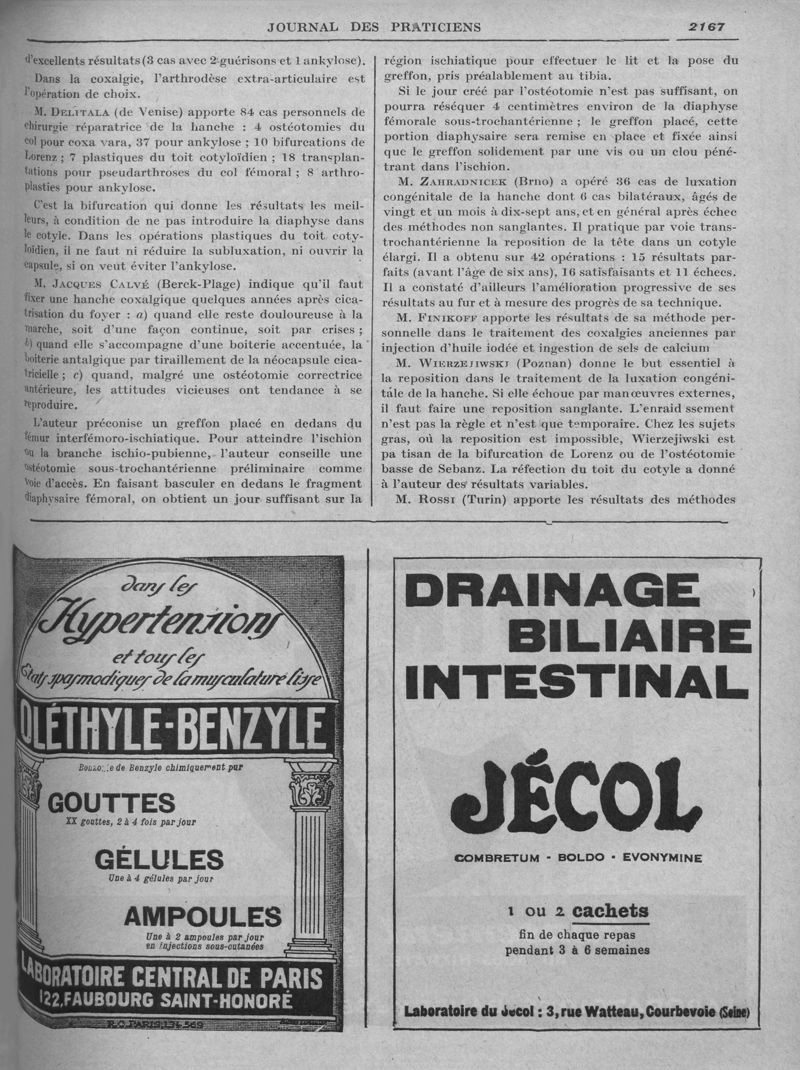 JOURNAL DES PRATICIENS
2167
d'excellents résultats (3 cas avec 2 guérisons et 1 ankylose).
Dans la coxalgie, l'arthrodèse extra-articulaire est
l'opération de choix.
M. DELITALA (de Venise) apporte 84 cas personnels de
chirurgie réparatrice de la hanche : 4 ostéotomies du
col pour coxa vara, 37 pour ankylose ; 10 bifurcations de
Lorenz ; 7 plastiques du toit cotyloïdien ; 18 transplan-
tations pour pseudarthroses du col fémoral ; 8 arthro-
plasties pour ankylose.
C'est la bifurcation qui donne les résultats les meil-
leurs, à condition de ne pas introduire la diaphyse dans
le cotyle. Dans les opérations plastiques du toit coty-
loïdien, il ne faut ni réduire la subluxation, ni ouvrir la
capsule, si on veut éviter l'ankylose.
M. JACQUES CALVÉ (Berck-Plage) indique qu'il faut
fixer une hanche coxalgique quelques années après cica-
trisation du foyer : a) quand elle reste douloureuse à la
marche, soit d'une façon continue, soit par crises ;
b) quand elle s'accompagne d'une boiterie accentuée, la
boiterie antalgique par tiraillement de la néocapsule cica-
tricielle ; c) quand, malgré une ostéotomie correctrice
antérieure, les attitudes vicieuses ont tendance à se
reproduire.
L'auteur préconise un greffon placé en dedans du
fémur interfémoro-ischiatique. Pour atteindre l'ischion
ou la branche ischio-pubienne, l'auteur conseille une
ostéotomie sous-trochantérienne préliminaire comme
voie d'accès. En faisant basculer en dedans le fragment
diaphysaire fémoral, on obtient un jour suffisant sur la
région ischiatique pour effectuer le lit et la pose du
greffon, pris préalablement au tibia.
Si le jour créé par l'ostéotomie n'est pas suffisant, on
pourra réséquer 4 centimètres environ de la diaphyse
fémorale sous-trochantérienne ; le greffon placé, cette
portion diaphysaire sera remise en place et fixée ainsi
que le greffon solidement par une vis ou un clou péné-
trant dans l'ischion.
M. ZAHRADNICEK (Brno) a opéré 36 cas de luxation
congénitale de la hanche dont 6 cas bilatéraux, âgés de
vingt et un mois à dix-sept ans, et en général après échec
des méthodes non sanglantes. Il pratique par voie trans-
trochantérienne la reposition de la tête dans un cotyle
élargi. Il a obtenu sur 42 opérations : 15 résultats par-
faits (avant l'âge de six ans), 16 satisfaisants et 11 échecs.
Il a constaté d'ailleurs l'amélioration progressive de ses
résultats au fur et à mesure des progrès de sa technique.
M. FINIKOFF apporte les résultats de sa méthode per-
sonnelle dans le traitement des coxalgies anciennes par
injection d'huile iodée et ingestion de sels de calcium
M. WIERZEJIWSKI (Poznan) donne le but essentiel à
la reposition dans le traitement de la luxation congéni-
tale de la hanche. Si elle échoue par manœuvres externes,
il faut faire une reposition sanglante. L'enraid ssement
n'est pas la règle et n'est que temporaire. Chez les sujets
gras, où la reposition est impossible, Wierzejiwski est
pa tisan de la bifurcation de Lorenz ou de l'ostéotomie
basse de Sebanz. La réfection du toit du cotyle a donné
à l'auteur des résultats variables.
M. ROSSI (Turin) apporte les résultats des méthodes
dans les
Hypertensions
et tous les
États spasmodiques de la musculature lisse
OLÉTHYLE-BENZYLE
Benzoate de Benzyle chimiquement pur
GOUTTES
XX gouttes, 2 à 4 fois par jour
GÉLULES
Une à 4 gélules par jour
AMPOULES
Une à 2 ampoules par jour
en injections sous-cutanées
LABORATOIRE CENTRAL DE PARIS
122, FAUBOURG SAINT-HONORÉ
R.C. PARIS 134.569
DRAINAGE
BILIAIRE
INTESTINAL
JÉCOL
COMBRETUM - BOLDO - EVONYMINE
1 ou 2 cachets
fin de chaque repas
pendant 3 à 6 semaines
Laboratoire du Jécol : 3, rue Watteau, Courbevoie (Seine)